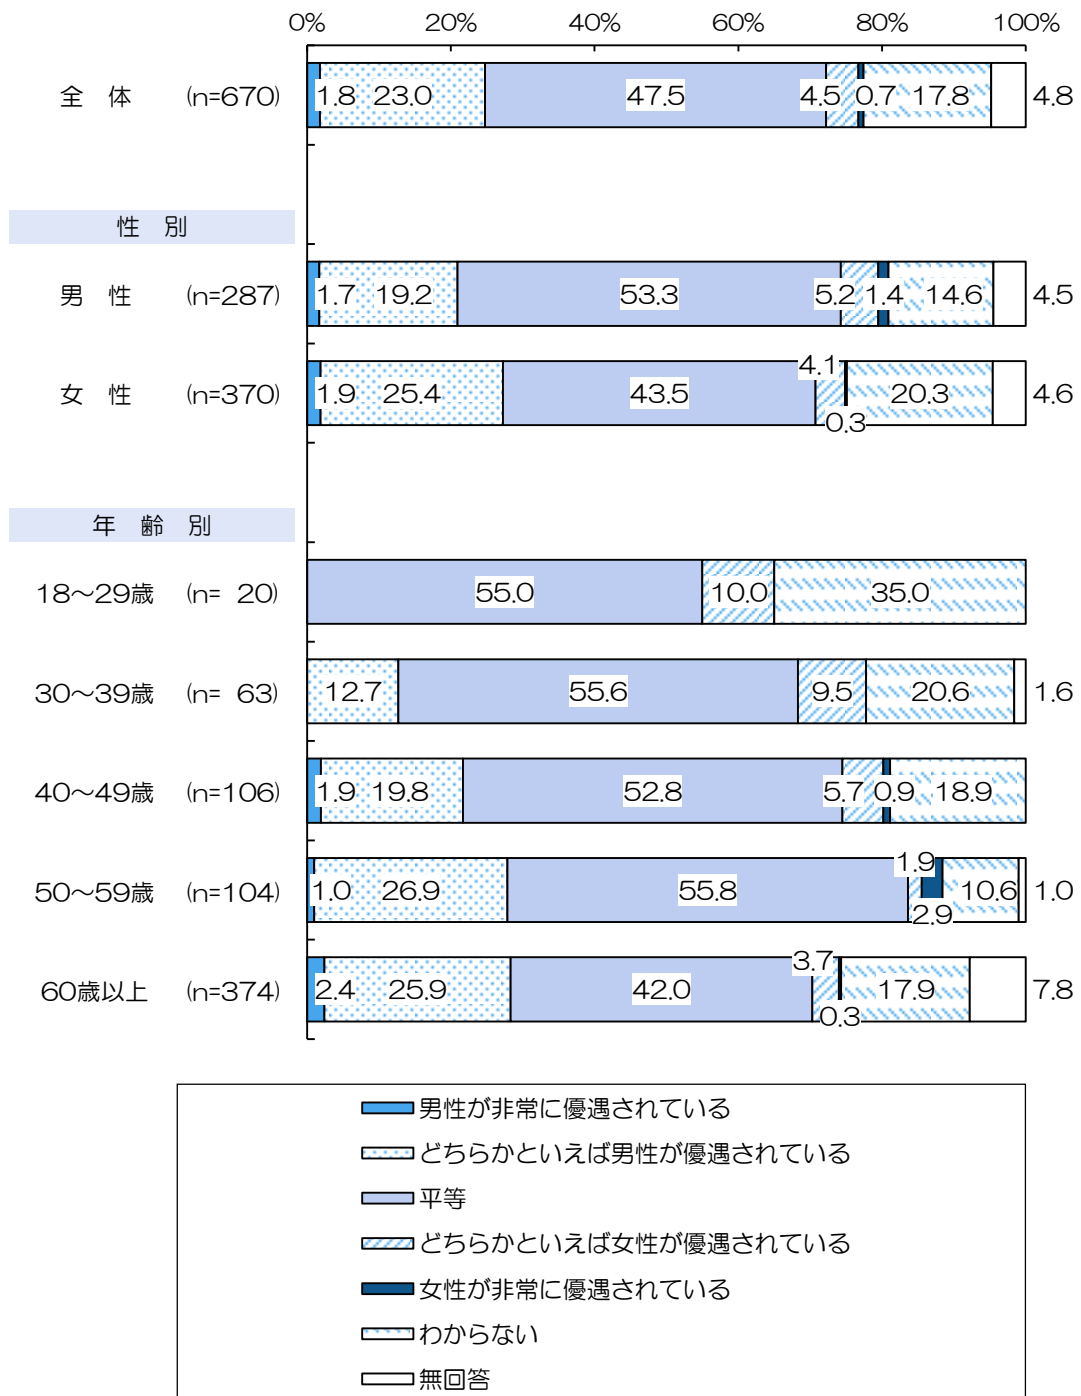 0% 20% 40% 60% 80% 100%
全 体 (n=670) 1.8 23.0 47.5 4.5 0.7 17.8 4.8
性 別
男 性 (n=287) 1.7 19.2 53.3 5.2 1.4 14.6 4.5
女 性 (n=370) 1.9 25.4 43.5 4.1 0.3 20.3 4.6
年 齢 別
18～29歳 (n= 20) 55.0 10.0 35.0
30～39歳 (n= 63) 12.7 55.6 9.5 20.6 1.6
40～49歳 (n=106) 1.9 19.8 52.8 5.7 0.9 18.9
50～59歳 (n=104) 1.0 26.9 55.8 1.9 2.9 10.6 1.0
60歳以上 (n=374) 2.4 25.9 42.0 3.7 0.3 17.9 7.8
男性が非常に優遇されている
どちらかといえば男性が優遇されている
平等
どちらかといえば女性が優遇されている
女性が非常に優遇されている
わからない
無回答